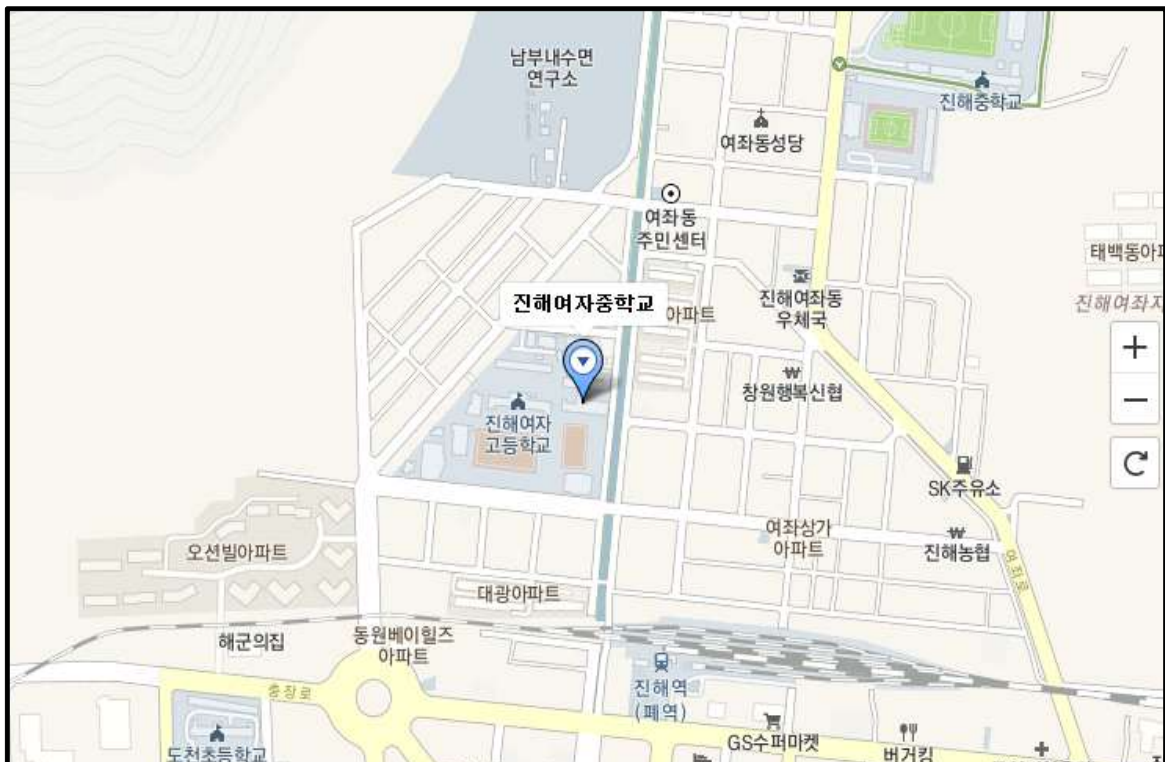 남부내수면
연구소
진해중학교
여좌동성당
여좌동
주민센터
태백동아파
진해여좌동
우체국
진해여좌지
진해여자중학교
아파트
창원행복신협
진해여자
고등학교
SK주유소
여좌상가
아파트
진해농협
오션빌아파트
여좌로
대광아파트
해군의집
동원베이힐즈
아파트
진해역
(폐역)
충장로
도천초등학교
GS수퍼마켓
버거킹